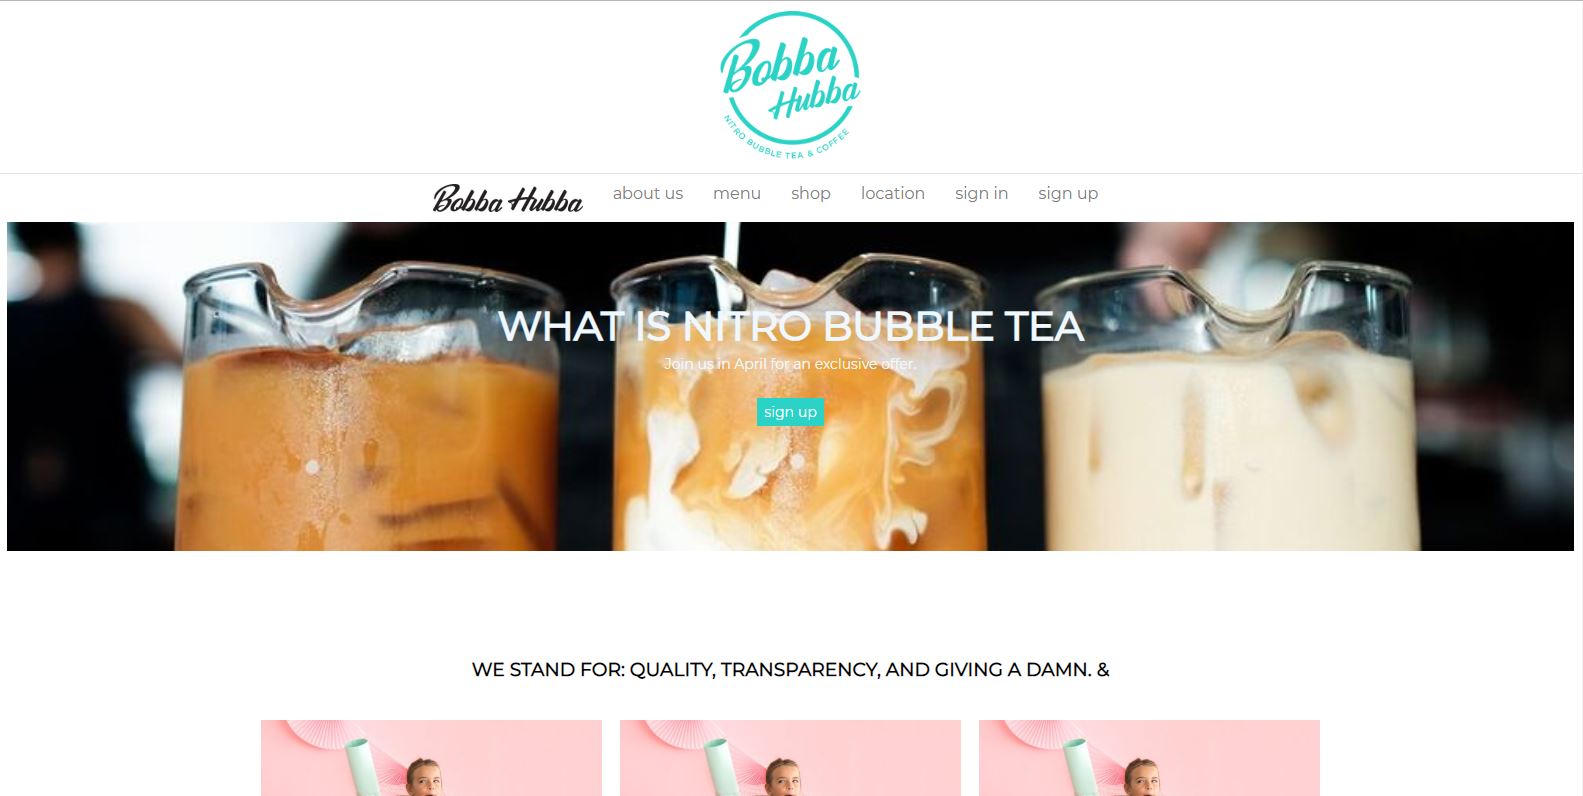 Bobba
Hubba
NITRO BUBBLE TEA & COFFEE
Bobba Hubba about us menu shop location sign in sign up
WHAT IS NITRO BUBBLE TEA
Join us in April for an exclusive offer.
sign up
WE STAND FOR: QUALITY, TRANSPARENCY, AND GIVING A DAMN. &